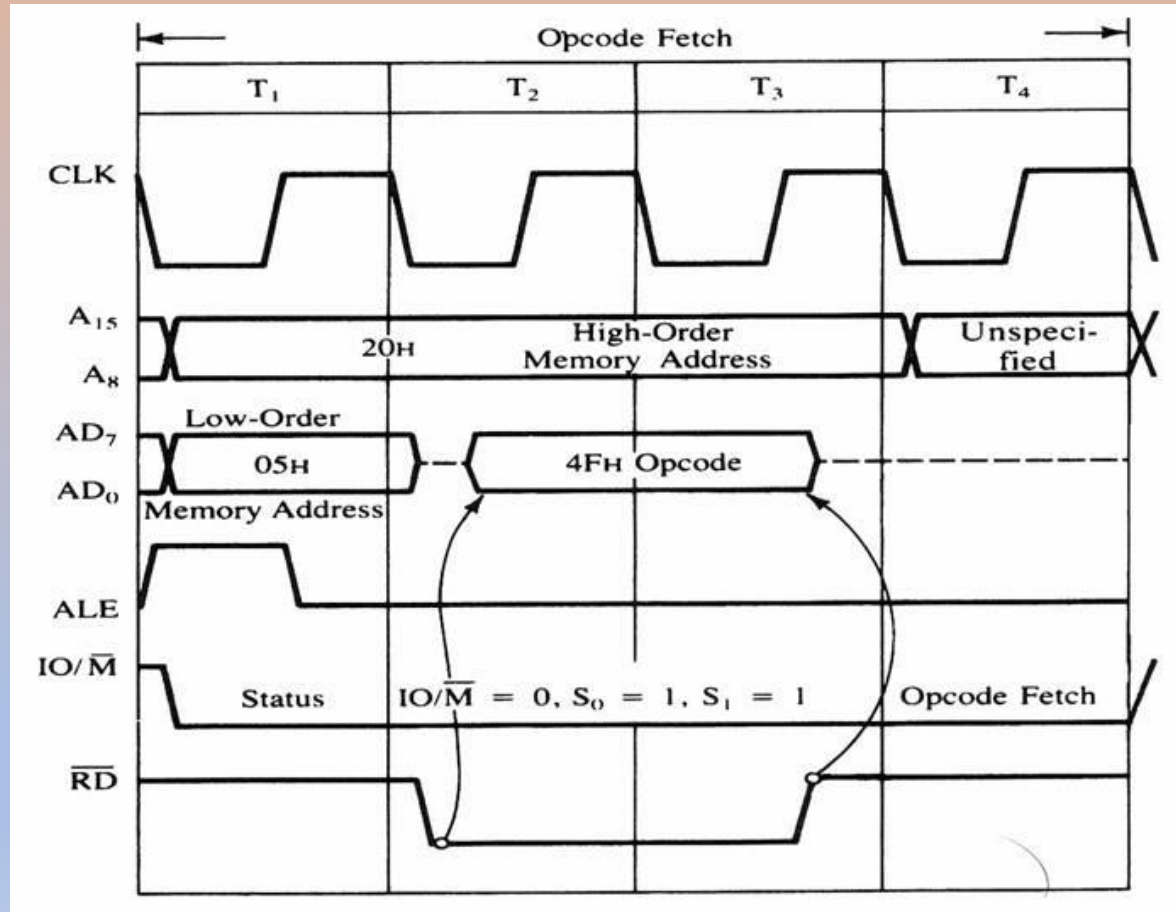 Opcode Fetch
T₁ T₂ T₃ T₄
CLK
A₁₅
20H
High-Order
Memory Address
Unspeci-
fied
A₈
Low-Order
AD₇
05H
4FH Opcode
AD₀
Memory Address
ALE
IO/M̅
Status IO/M̅ = 0, S₀ = 1, S₁ = 1 Opcode Fetch
R̅D̅